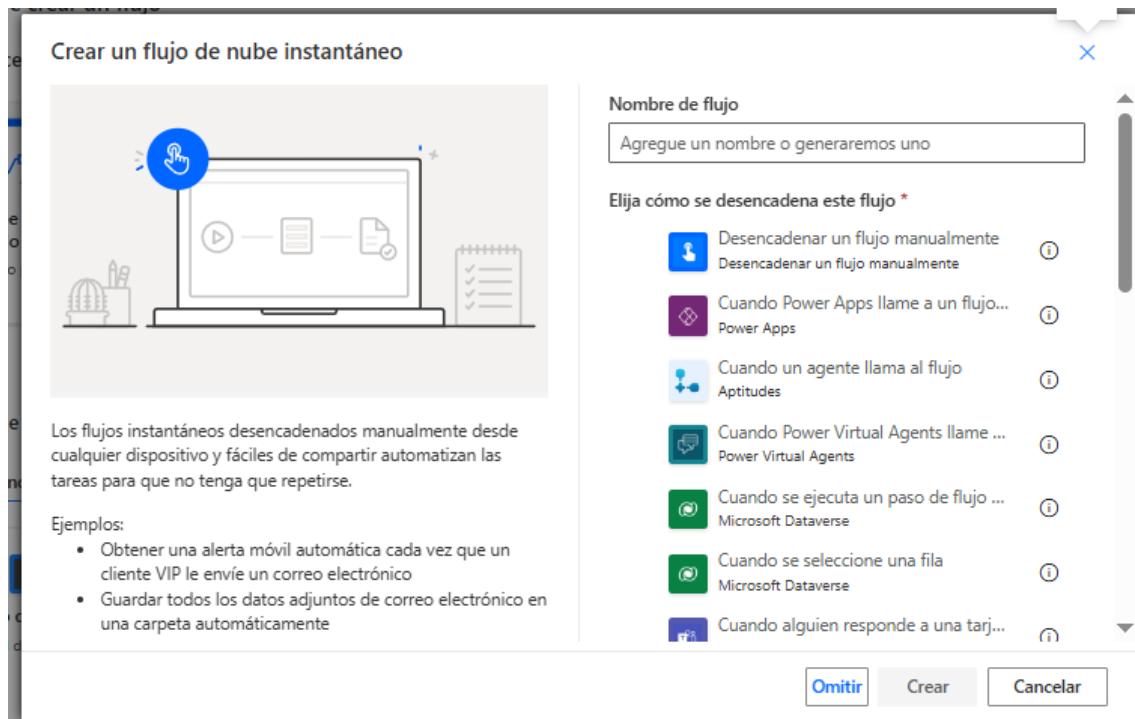 Crear un flujo de nube instantáneo
Los flujos instantáneos desencadenados manualmente desde
cualquier dispositivo y fáciles de compartir automatizan las
tareas para que no tenga que repetirse.
Ejemplos:
• Obtener una alerta móvil automática cada vez que un
cliente VIP le envíe un correo electrónico
• Guardar todos los datos adjuntos de correo electrónico en
una carpeta automáticamente
Nombre de flujo
Agregue un nombre o generaremos uno
Elija cómo se desencadena este flujo *
Desencadenar un flujo manualmente
Desencadenar un flujo manualmente
Cuando Power Apps llame a un flujo...
Power Apps
Cuando un agente llama al flujo
Aptitudes
Cuando Power Virtual Agents llame ...
Power Virtual Agents
Cuando se ejecuta un paso de flujo ...
Microsoft Dataverse
Cuando se seleccione una fila
Microsoft Dataverse
Cuando alguien responde a una tarj...
Omitir
Crear
Cancelar